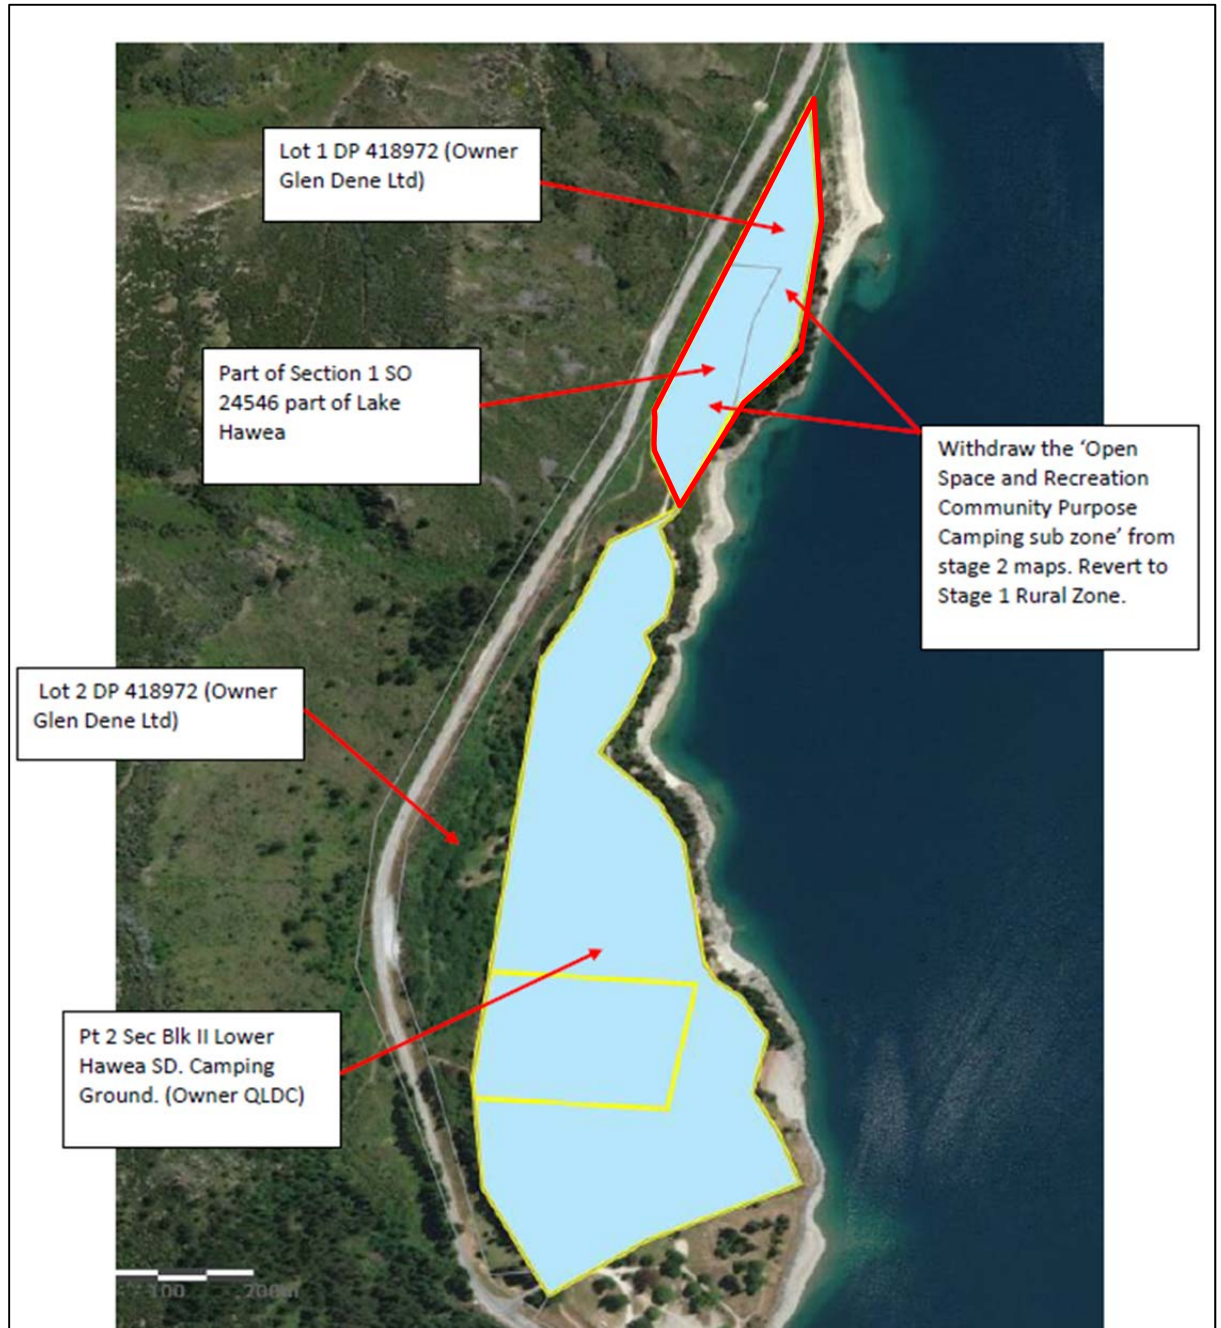 Lot 1 DP 418972 (Owner
Glen Dene Ltd)
Part of Section 1 SO
24546 part of Lake
Hawea
Withdraw the ‘Open
Space and Recreation
Community Purpose
Camping sub zone’ from
stage 2 maps. Revert to
Stage 1 Rural Zone.
Lot 2 DP 418972 (Owner
Glen Dene Ltd)
Pt 2 Sec Blk II Lower
Hawea SD. Camping
Ground. (Owner QLDC)
100 200m